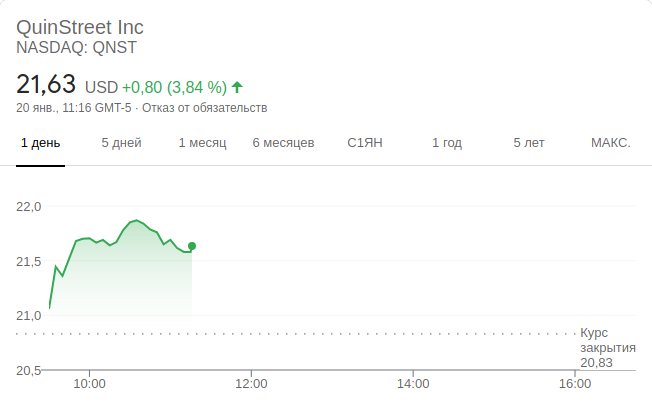 QuinStreet Inc
NASDAQ: QNST
21,63 USD +0,80 (3,84 %)
20 янв., 11:16 GMT-5 · Отказ от обязательств
1 день 5 дней 1 месяц 6 месяцев С1ЯН 1 год 5 лет МАКС.
22,0
21,5
21,0
20,5
Курс
закрытия
20,83
10:00 12:00 14:00 16:00